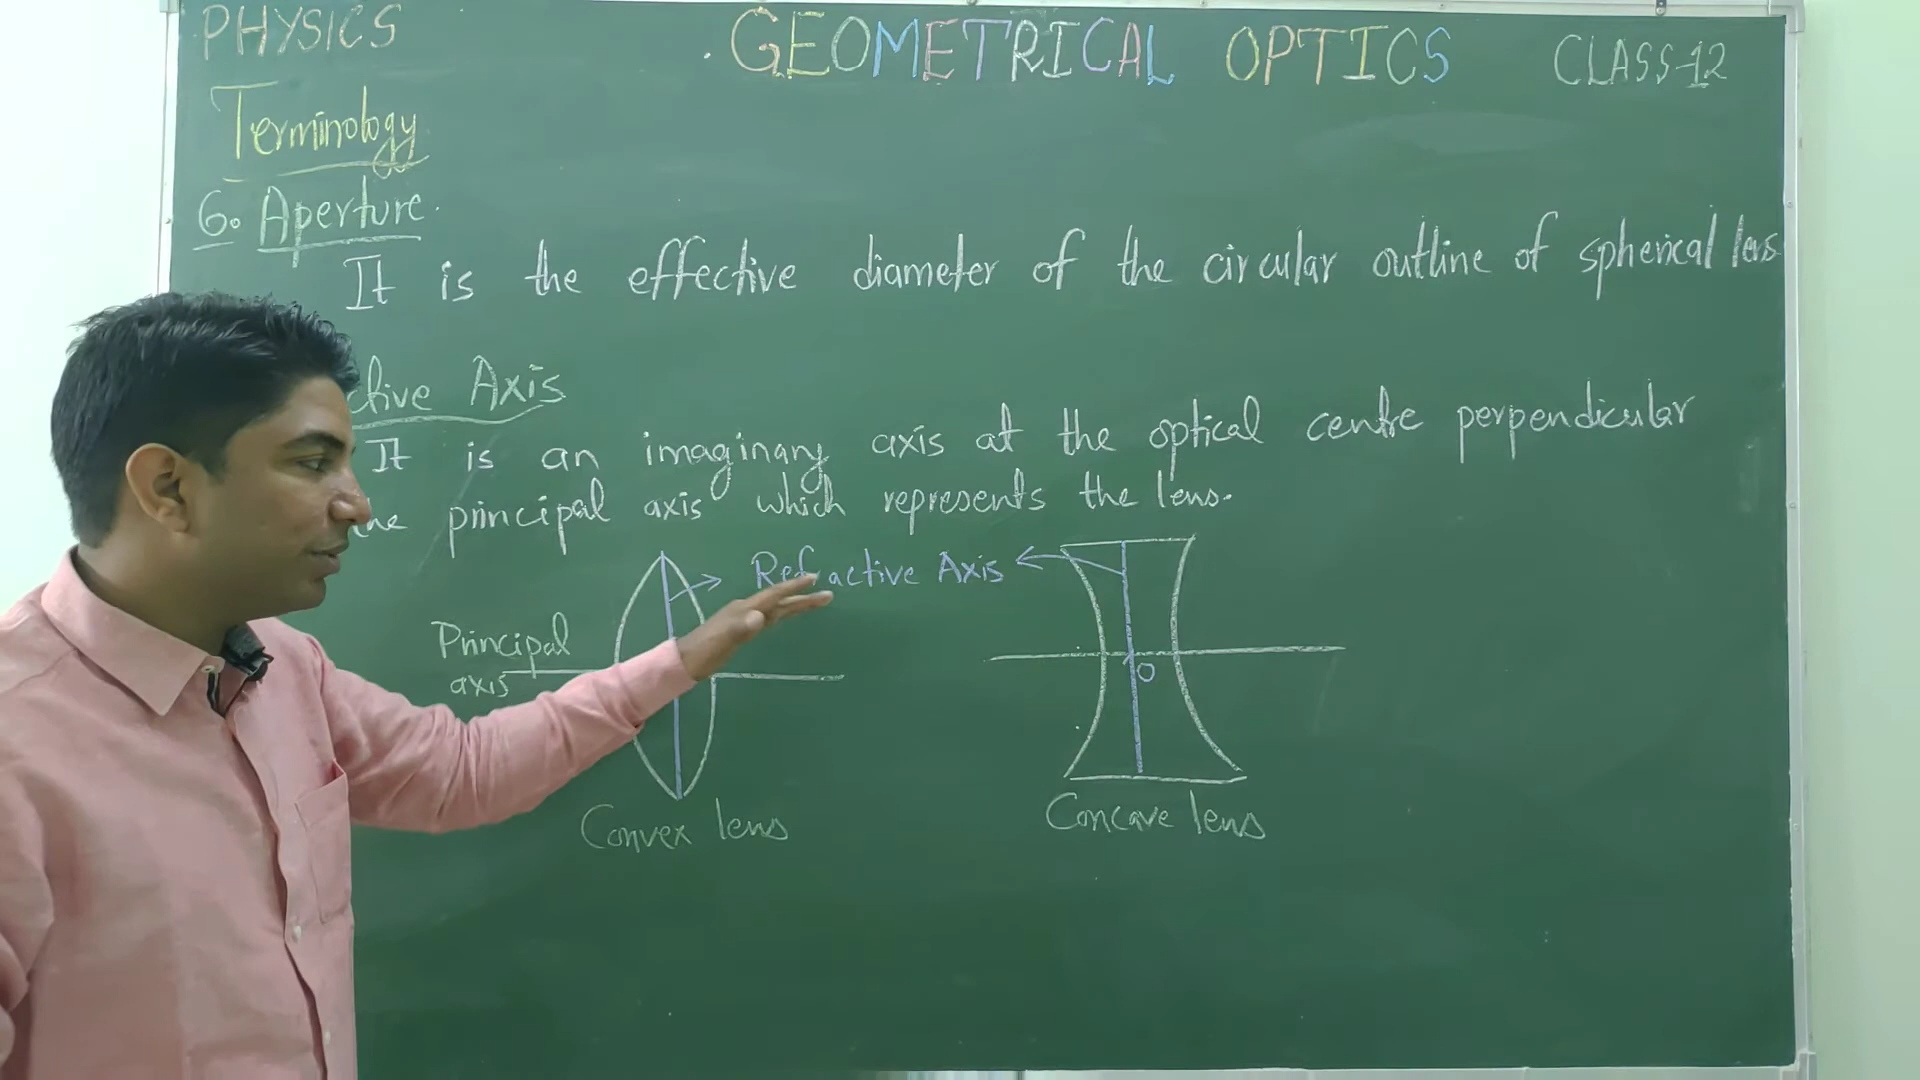 PHYSICS
GEOMETRICAL OPTICS
CLASS-12
Terminology
6. Aperture.
It is the effective diameter of the circular outline of spherical lens
ctive Axis
It is an imaginary axis at the optical centre perpendicular
principal axis which represents the lens.
Refractive Axis
Principal
axis
O
Convex lens
Concave lens